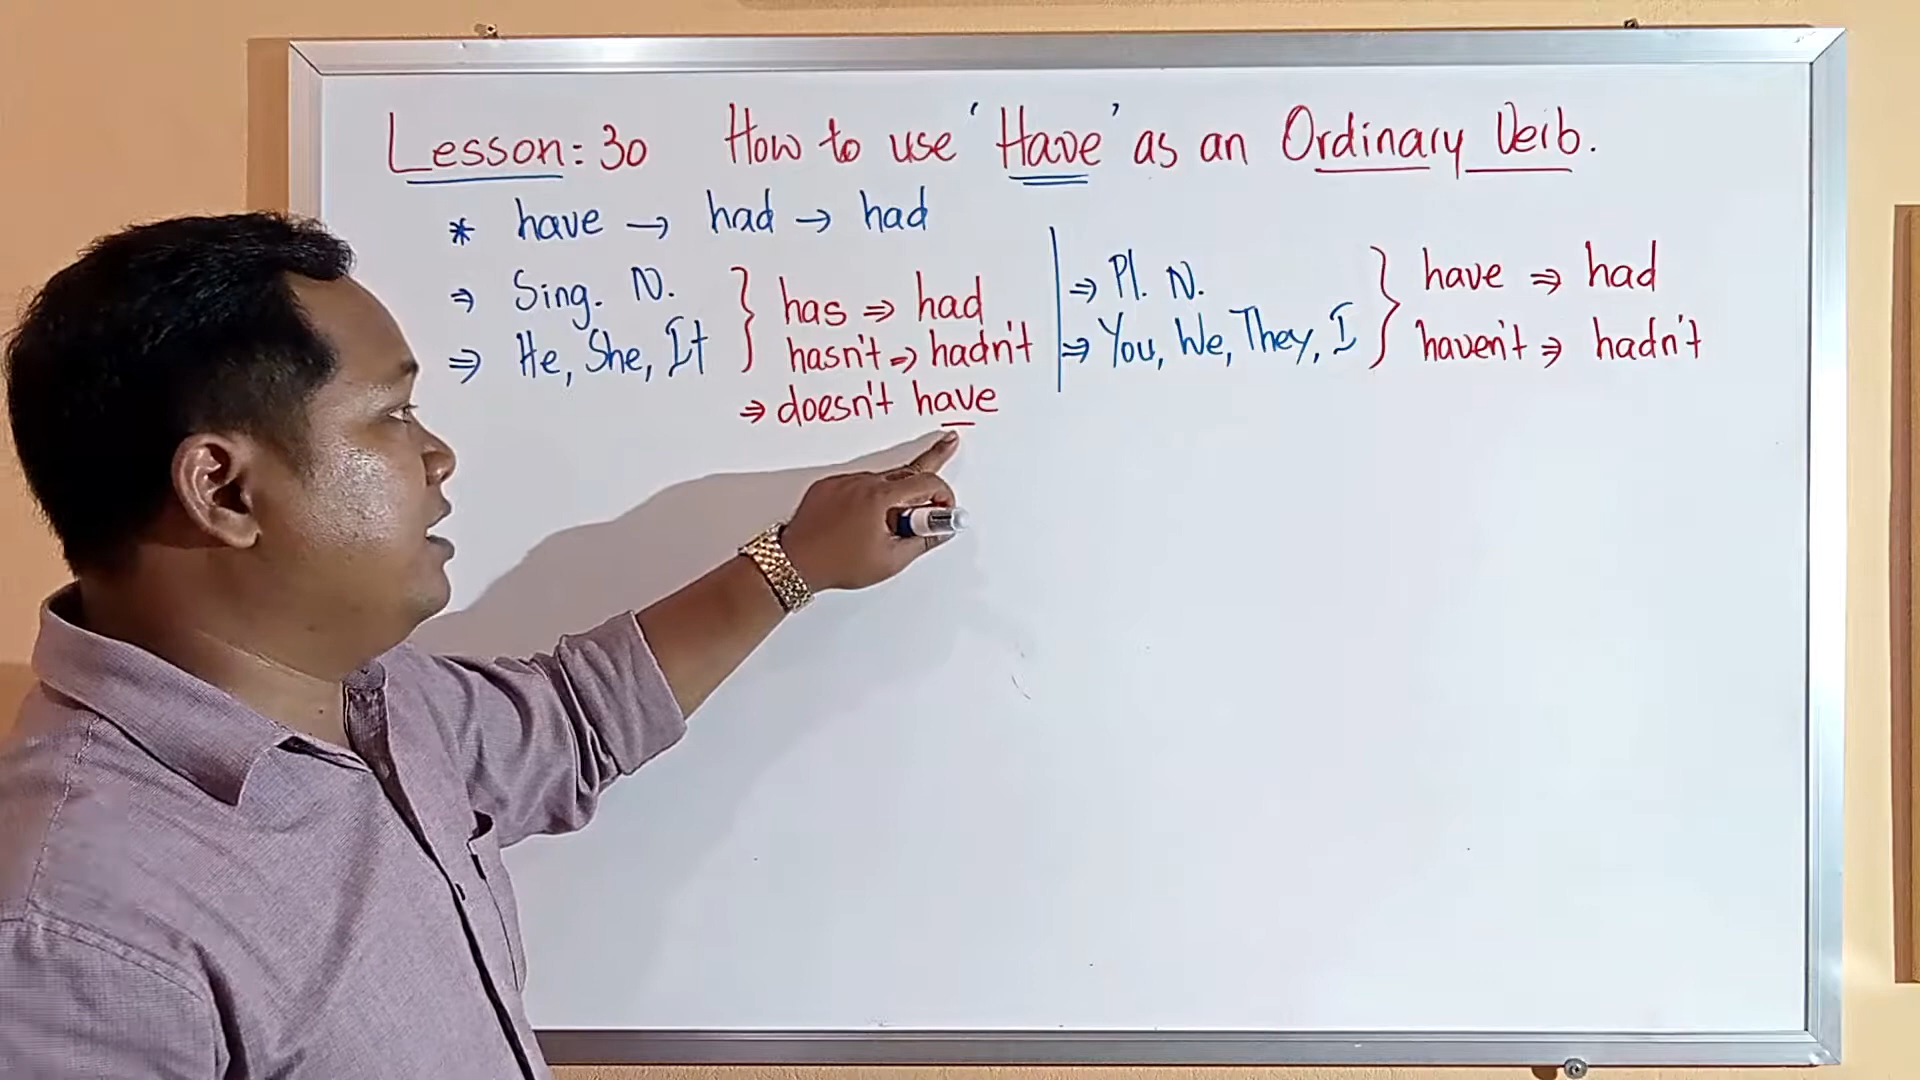 Lesson: 30 How to use 'Have' as an Ordinary Verb.
* have → had → had
⇒ Sing. N.
⇒ He, She, It
} has ⇒ had
hasn't ⇒ hadn't
⇒ doesn't have
⇒ Pl. N.
⇒ You, We, They, I
} have ⇒ had
haven't ⇒ hadn't